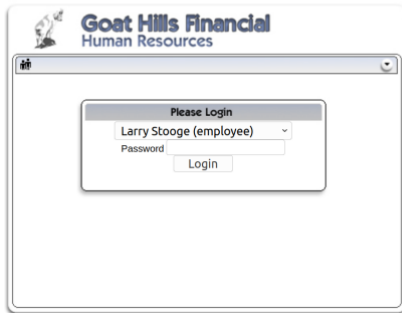 Goat Hills Financial
Human Resources
Please Login
Larry Stooge (employee)
Password
Login